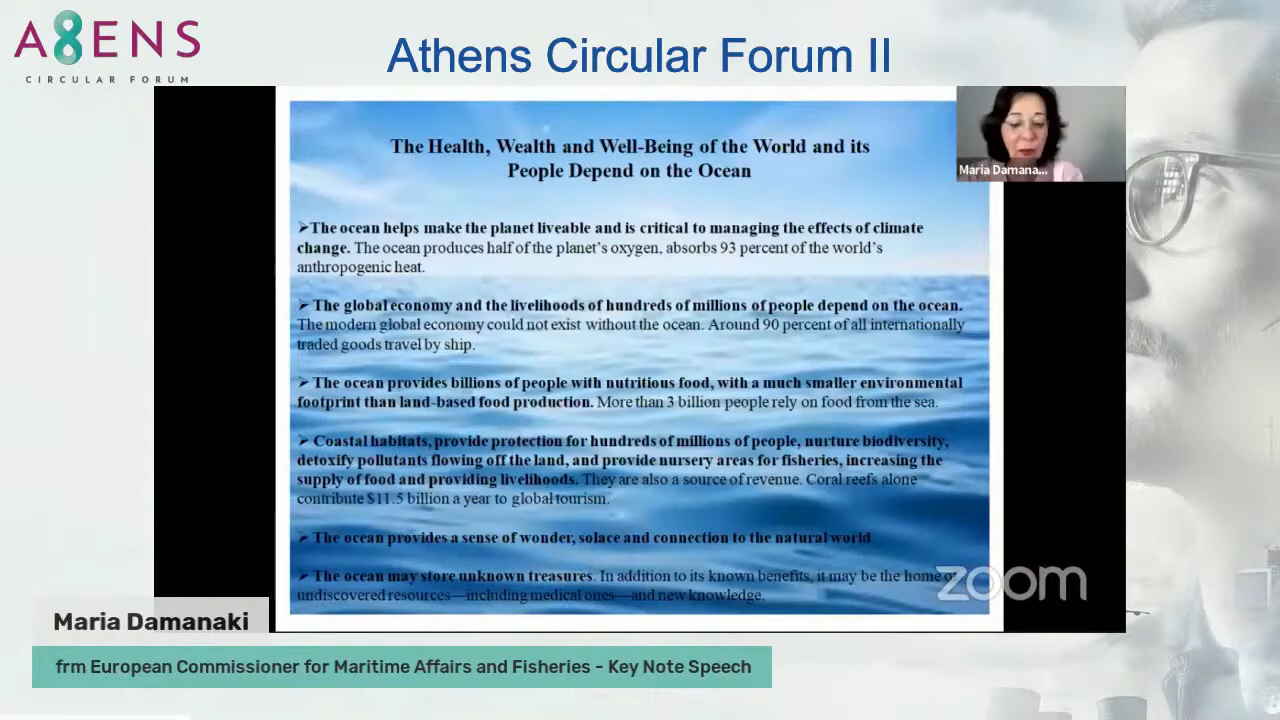 A8ENS
CIRCULAR FORUM
Athens Circular Forum II
The Health, Wealth and Well-Being of the World and its
People Depend on the Ocean
Maria Damana...
➢The ocean helps make the planet liveable and is critical to managing the effects of climate
change. The ocean produces half of the planet's oxygen, absorbs 93 percent of the world's
anthropogenic heat.
➢ The global economy and the livelihoods of hundreds of millions of people depend on the ocean.
The modern global economy could not exist without the ocean. Around 90 percent of all internationally
traded goods travel by ship.
➢ The ocean provides billions of people with nutritious food, with a much smaller environmental
footprint than land-based food production. More than 3 billion people rely on food from the sea.
➢ Coastal habitats, provide protection for hundreds of millions of people, nurture biodiversity,
detoxify pollutants flowing off the land, and provide nursery areas for fisheries, increasing the
supply of food and providing livelihoods. They are also a source of revenue. Coral reefs alone
contribute $11.5 billion a year to global tourism.
➢ The ocean provides a sense of wonder, solace and connection to the natural world
➢ The ocean may store unknown treasures. In addition to its known benefits, it may be the home of
undiscovered resources—including medical ones—and new knowledge.
zoom
Maria Damanaki
frm European Commissioner for Maritime Affairs and Fisheries - Key Note Speech